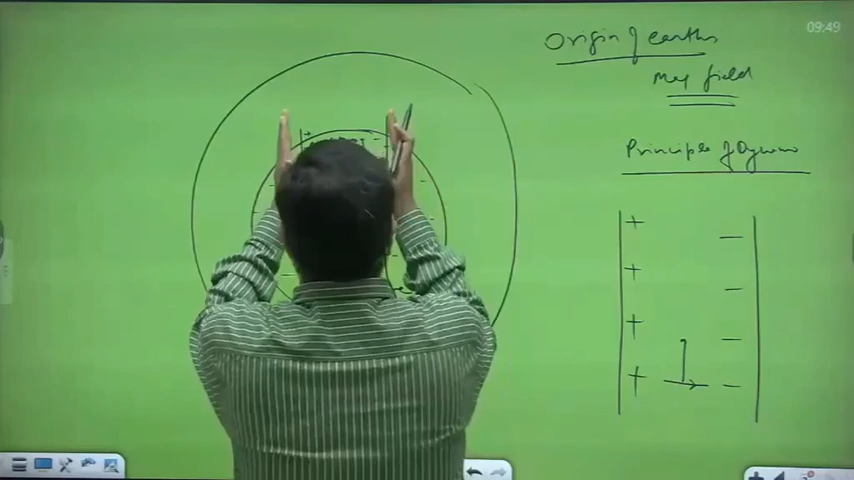 09:49
Origin of earths
Mag field
Principle of Dynamo
+ −
+ −
+ −
+ −